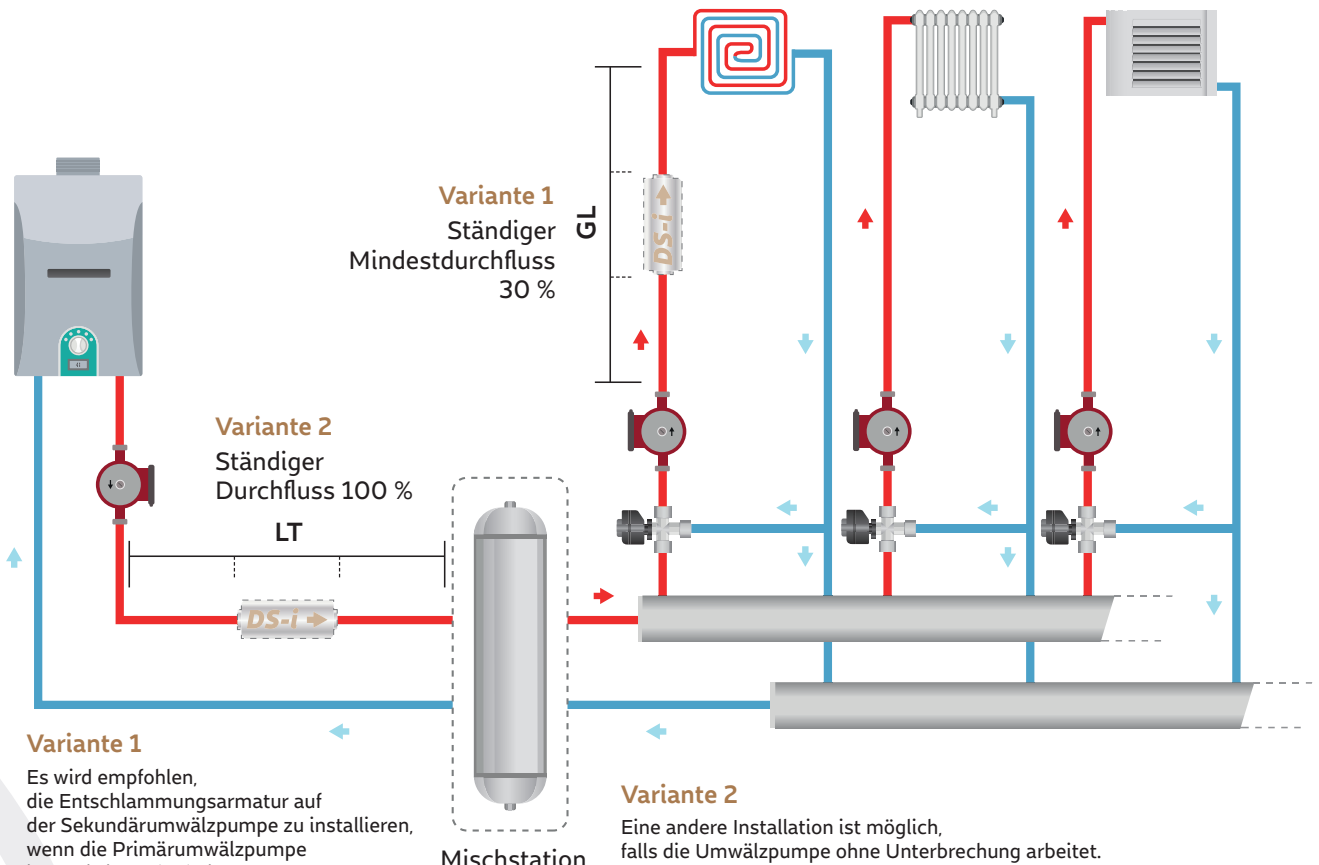 Variante 1
Ständiger
Mindestdurchfluss
30 %
GL
DS-i
Variante 2
Ständiger
Durchfluss 100 %
LT
DS-i
Variante 1
Es wird empfohlen,
die Entschlammungsarmatur auf
der Sekundärumwälzpumpe zu installieren,
wenn die Primärumwälzpumpe
Mischstation
Variante 2
Eine andere Installation ist möglich,
falls die Umwälzpumpe ohne Unterbrechung arbeitet.